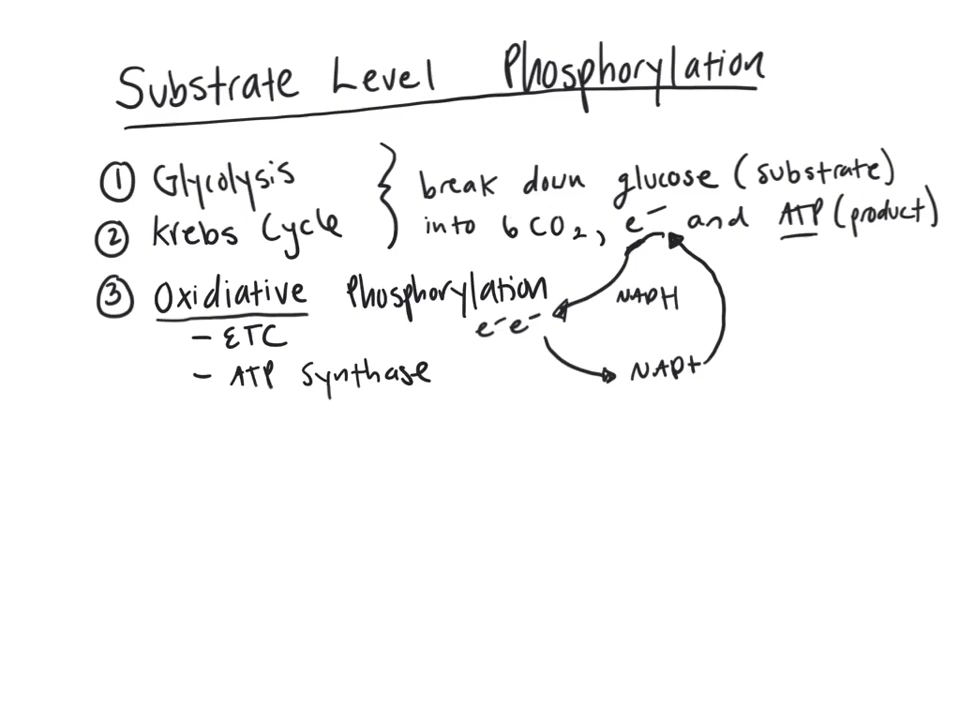 Substrate Level Phosphorylation
① Glycolysis
② Krebs Cycle
break down glucose (substrate)
into 6 CO2, e⁻ and ATP (product)
③ Oxidiative Phosphorylation
e⁻ e⁻
NADH
- ETC
NAD+
- ATP Synthase